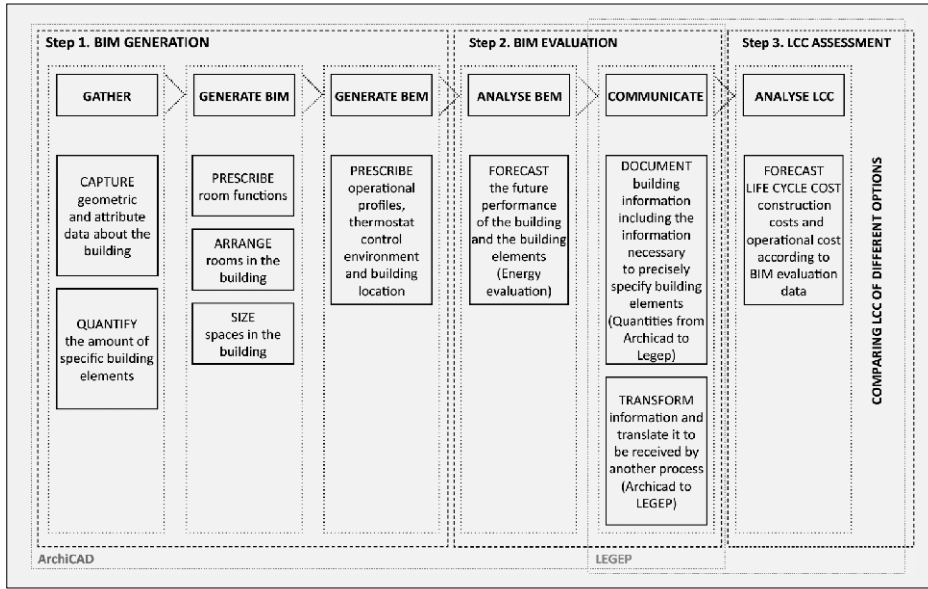 Step 1. BIM GENERATION
Step 2. BIM EVALUATION
Step 3. LCC ASSESSMENT
GATHER
GENERATE BIM
GENERATE BEM
ANALYSE BEM
COMMUNICATE
ANALYSE LCC
CAPTURE
geometric
and attribute
data about the
building
QUANTIFY
the amount of
specific building
elements
PRESCRIBE
room functions
ARRANGE
rooms in the
building
SIZE
spaces in the
building
PRESCRIBE
operational
profiles,
thermostat
control
environment
and building
location
FORECAST
the future
performance
of the building
and the building
elements
(Energy
evaluation)
DOCUMENT
building
information
including the
information
necessary
to precisely
specify building
elements
(Quantities from
Archicad to
Legep)
TRANSFORM
information and
translate it to
be received by
another process
(Archicad to
LEGEP)
FORECAST
LIFE CYCLE COST
construction
costs and
operational cost
according to
BIM evaluation
data
COMPARING LCC OF DIFFERENT OPTIONS
ArchiCAD
LEGEP